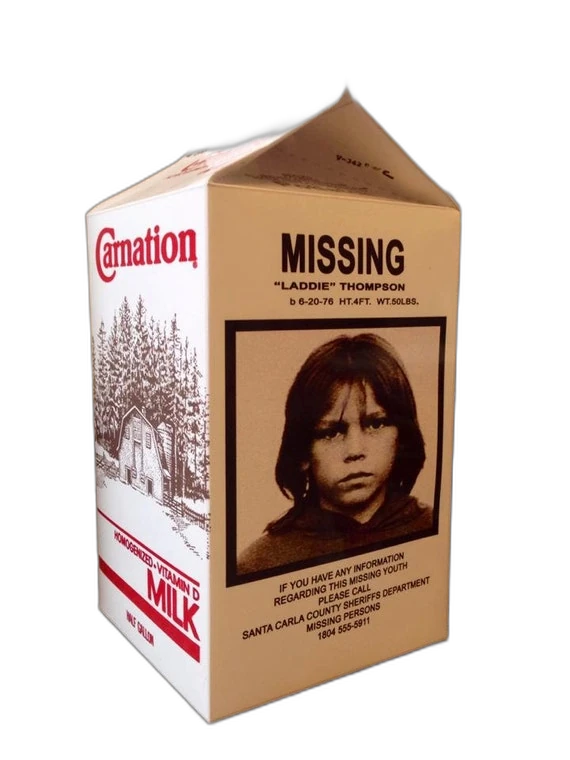 Carnation
HOMOGENIZED • VITAMIN D
MILK
HALF GALLON
MISSING
"LADDIE" THOMPSON
b 6-20-76 HT.4FT. WT.50LBS.
IF YOU HAVE ANY INFORMATION
REGARDING THIS MISSING YOUTH
PLEASE CALL
SANTA CARLA COUNTY SHERIFFS DEPARTMENT
MISSING PERSONS
1804 555-5911